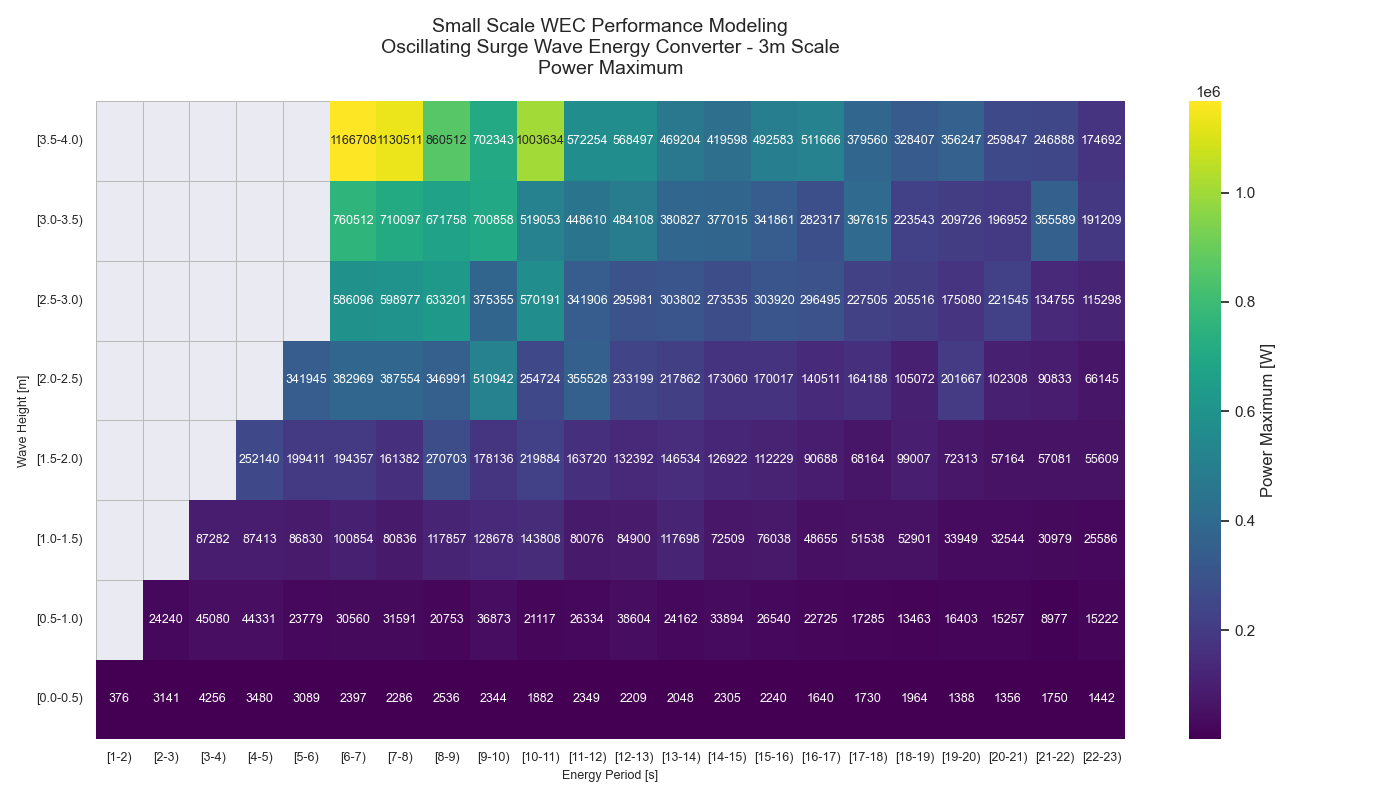 Small Scale WEC Performance Modeling
Oscillating Surge Wave Energy Converter - 3m Scale
Power Maximum
1e6
[3.5-4.0) 1166708 1130511 860512 702343 1003634 572254 568497 469204 419598 492583 511666 379560 328407 356247 259847 246888 174692
[3.0-3.5) 760512 710097 671758 700858 519053 448610 484108 380827 377015 341861 282317 397615 223543 209726 196952 355589 191209
[2.5-3.0) 586096 598977 633201 375355 570191 341906 295981 303802 273535 303920 296495 227505 205516 175080 221545 134755 115298
[2.0-2.5) 341945 382969 387554 346991 510942 254724 355528 233199 217862 173060 170017 140511 164188 105072 201667 102308 90833 66145
[1.5-2.0) 252140 199411 194357 161382 270703 178136 219884 163720 132392 146534 126922 112229 90688 68164 99007 72313 57164 57081 55609
[1.0-1.5) 87282 87413 86830 100854 80836 117857 128678 143808 80076 84900 117698 72509 76038 48655 51538 52901 33949 32544 30979 25586
[0.5-1.0) 24240 45080 44331 23779 30560 31591 20753 36873 21117 26334 38604 24162 33894 26540 22725 17285 13463 16403 15257 8977 15222
[0.0-0.5) 376 3141 4256 3480 3089 2397 2286 2536 2344 1882 2349 2209 2048 2305 2240 1640 1730 1964 1388 1356 1750 1442
[1-2) [2-3) [3-4) [4-5) [5-6) [6-7) [7-8) [8-9) [9-10) [10-11) [11-12) [12-13) [13-14) [14-15) [15-16) [16-17) [17-18) [18-19) [19-20) [20-21) [21-22) [22-23)
Energy Period [s]
Wave Height [m]
1.0
0.8
0.6
0.4
0.2
Power Maximum [W]